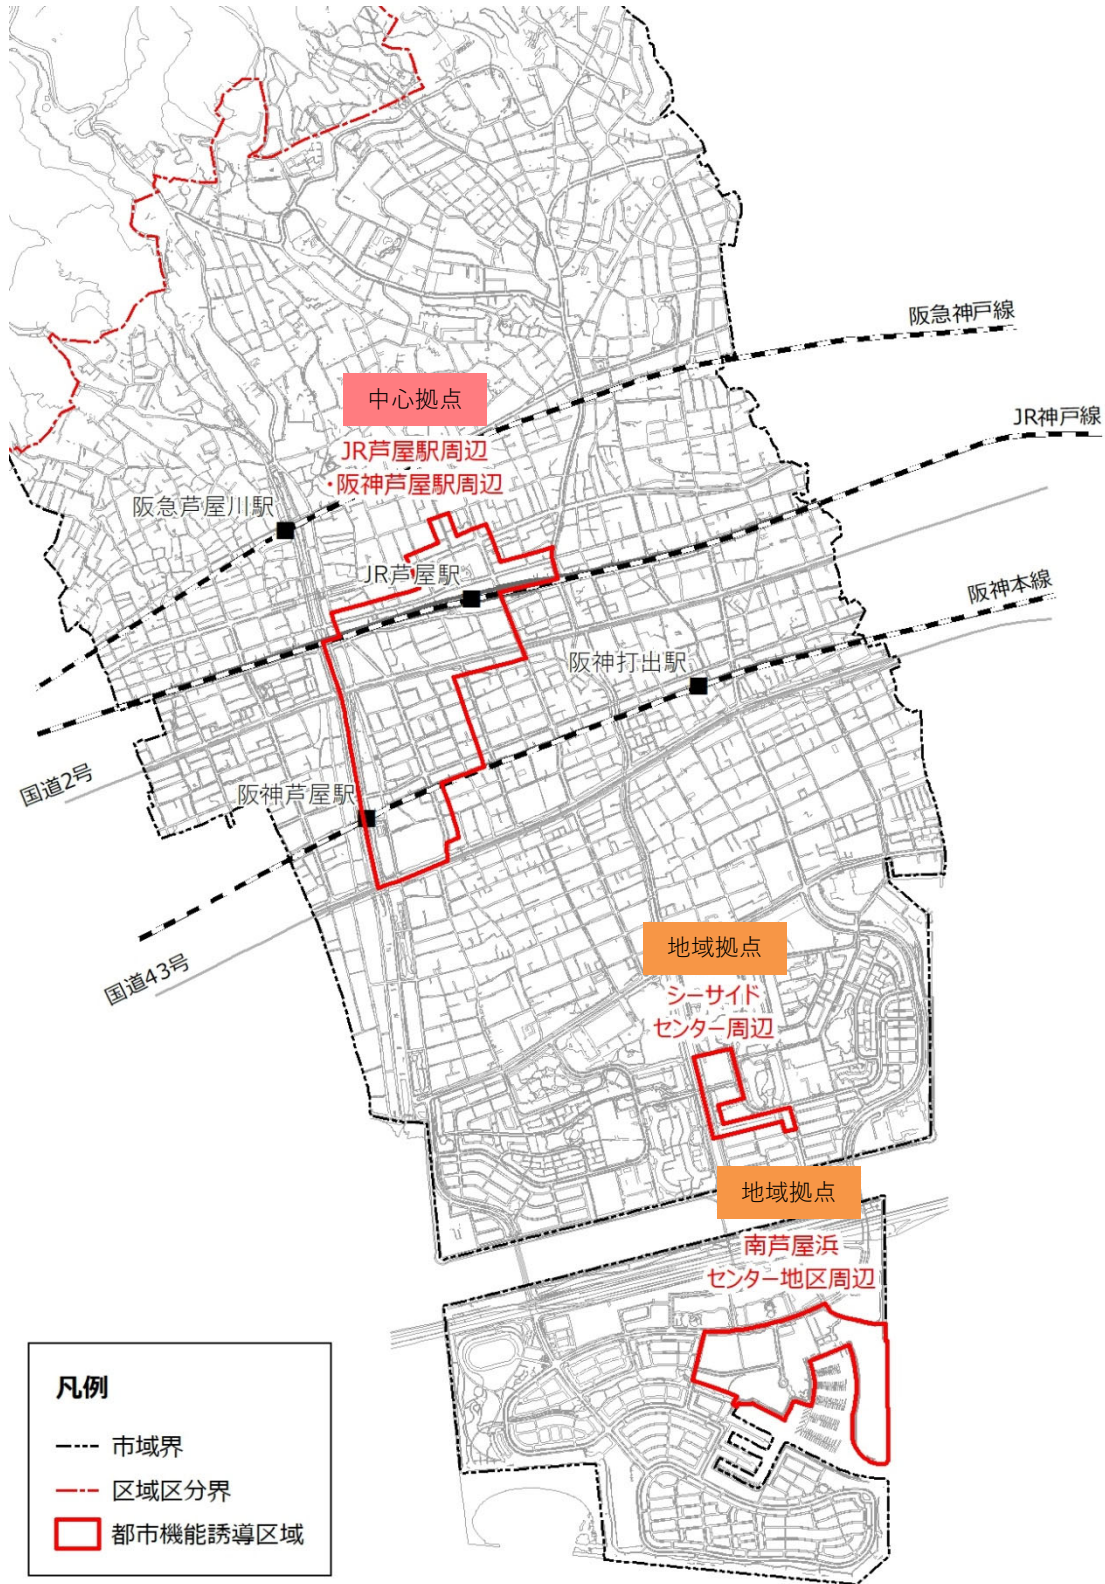 阪急神戸線
中心拠点
JR神戸線
JR芦屋駅周辺
・阪神芦屋駅周辺
阪急芦屋川駅
JR芦屋駅
阪神本線
阪神打出駅
国道2号
阪神芦屋駅
国道43号
地域拠点
シーサイド
センター周辺
地域拠点
南芦屋浜
センター地区周辺
凡例
市域界
区域区分界
都市機能誘導区域